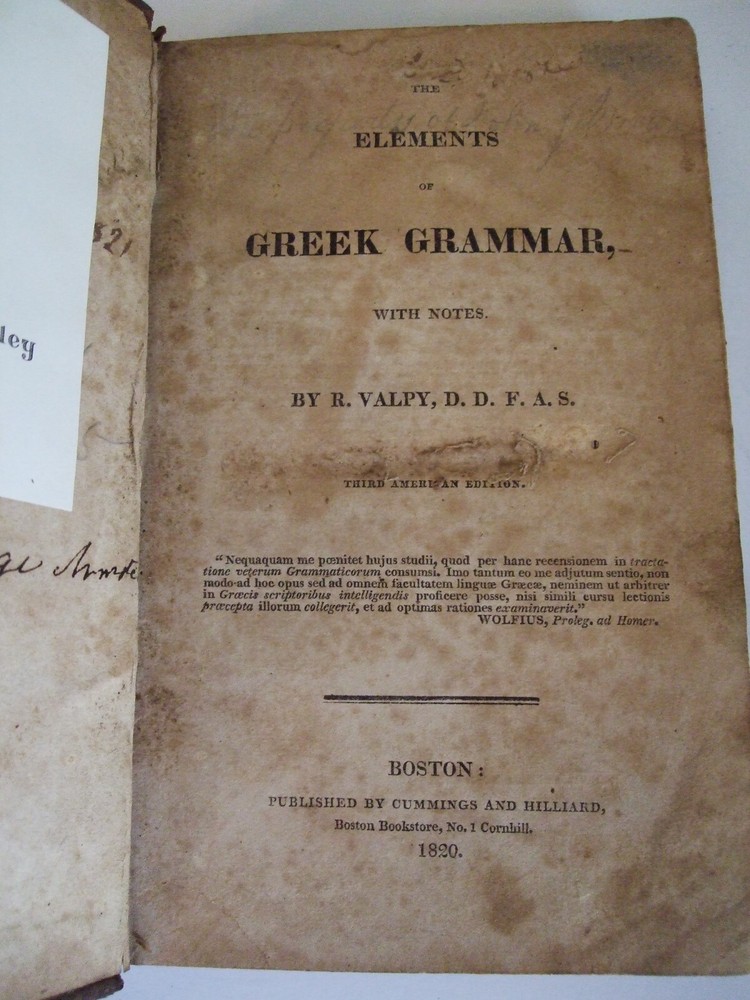 THE
ELEMENTS
OF
GREEK GRAMMAR,
WITH NOTES.
BY R. VALPY, D. D. F. A. S.
THIRD AMERICAN EDITION.
"Nequaquam me pœnitet hujus studii, quod per hanc recensionem in tracta-
tione veterum Grammaticorum consumsi. Imo tantum eo me adjutum sentio, non
modo ad hoc opus sed ad omnem facultatem linguæ Græcæ, neminem ut arbitrer
in Græcis scriptoribus intelligendis proficere posse, nisi simili cursu lectionis
præcepta illorum collegerit, et ad optimas rationes examinaverit."
WOLFIUS, Proleg. ad Homer.
BOSTON:
PUBLISHED BY CUMMINGS AND HILLIARD,
Boston Bookstore, No. 1 Cornhill.
1820.
ley